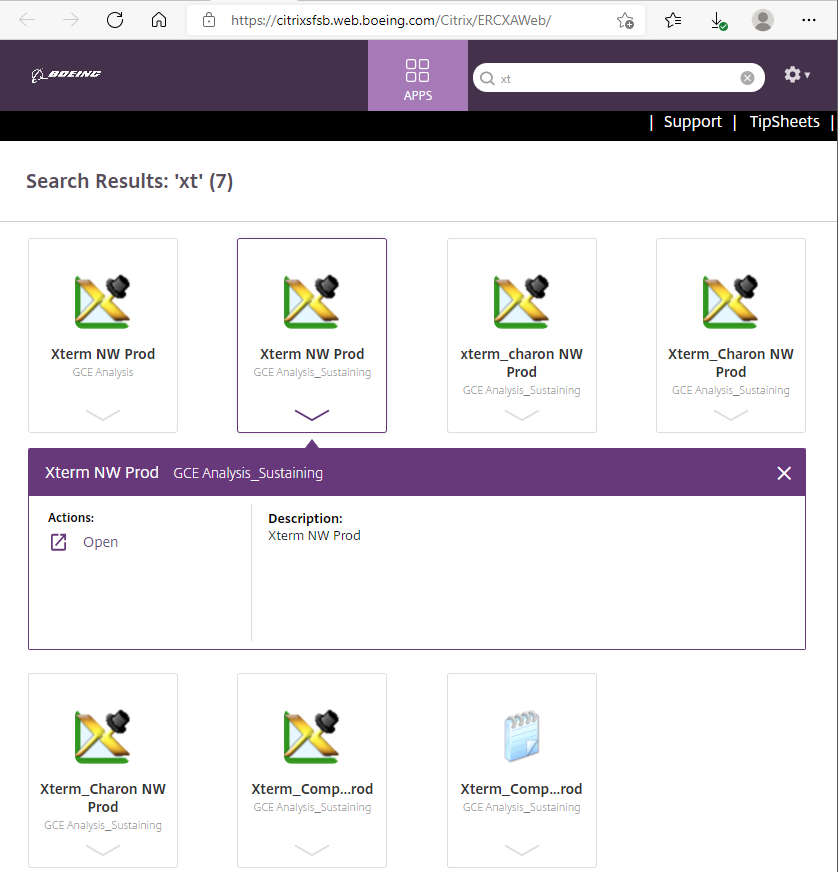 https://citrixsfsb.web.boeing.com/Citrix/ERCXAWeb/
BOEING
APPS
xt
| Support | TipSheets |
Search Results: 'xt' (7)
Xterm NW Prod
GCE Analysis
Xterm NW Prod
GCE Analysis_Sustaining
xterm_charon NW
Prod
GCE Analysis_Sustaining
Xterm_Charon NW
Prod
GCE Analysis_Sustaining
Xterm NW Prod GCE Analysis_Sustaining
Actions:
Open
Description:
Xterm NW Prod
Xterm_Charon NW
Prod
GCE Analysis_Sustaining
Xterm_Comp...rod
GCE Analysis_Sustaining
Xterm_Comp...rod
GCE Analysis_Sustaining